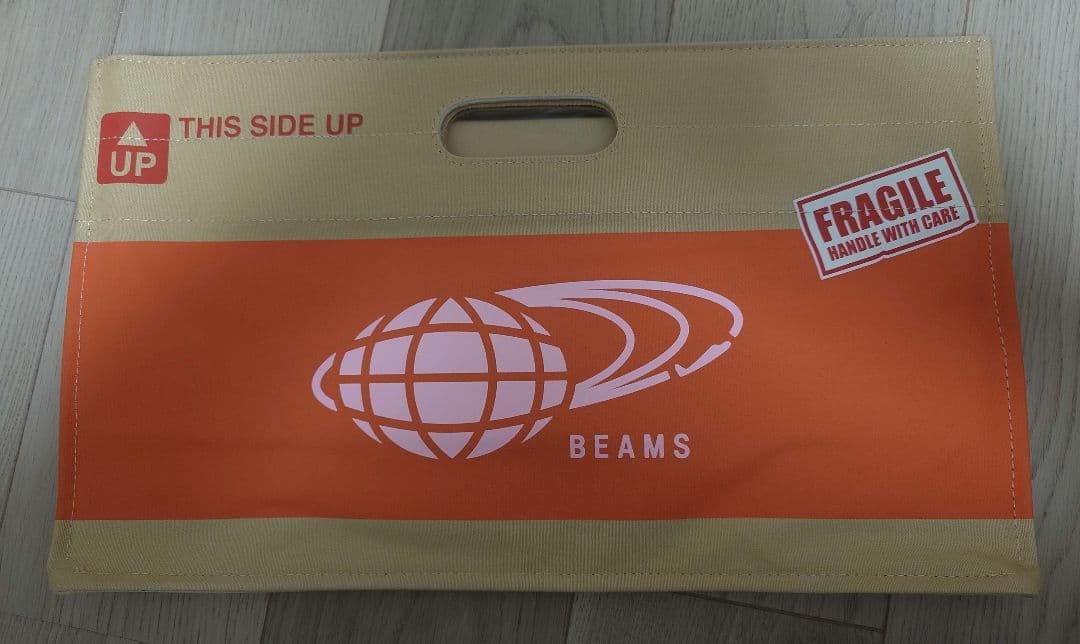 THIS SIDE UP
UP
FRAGILE
HANDLE WITH CARE
BEAMS